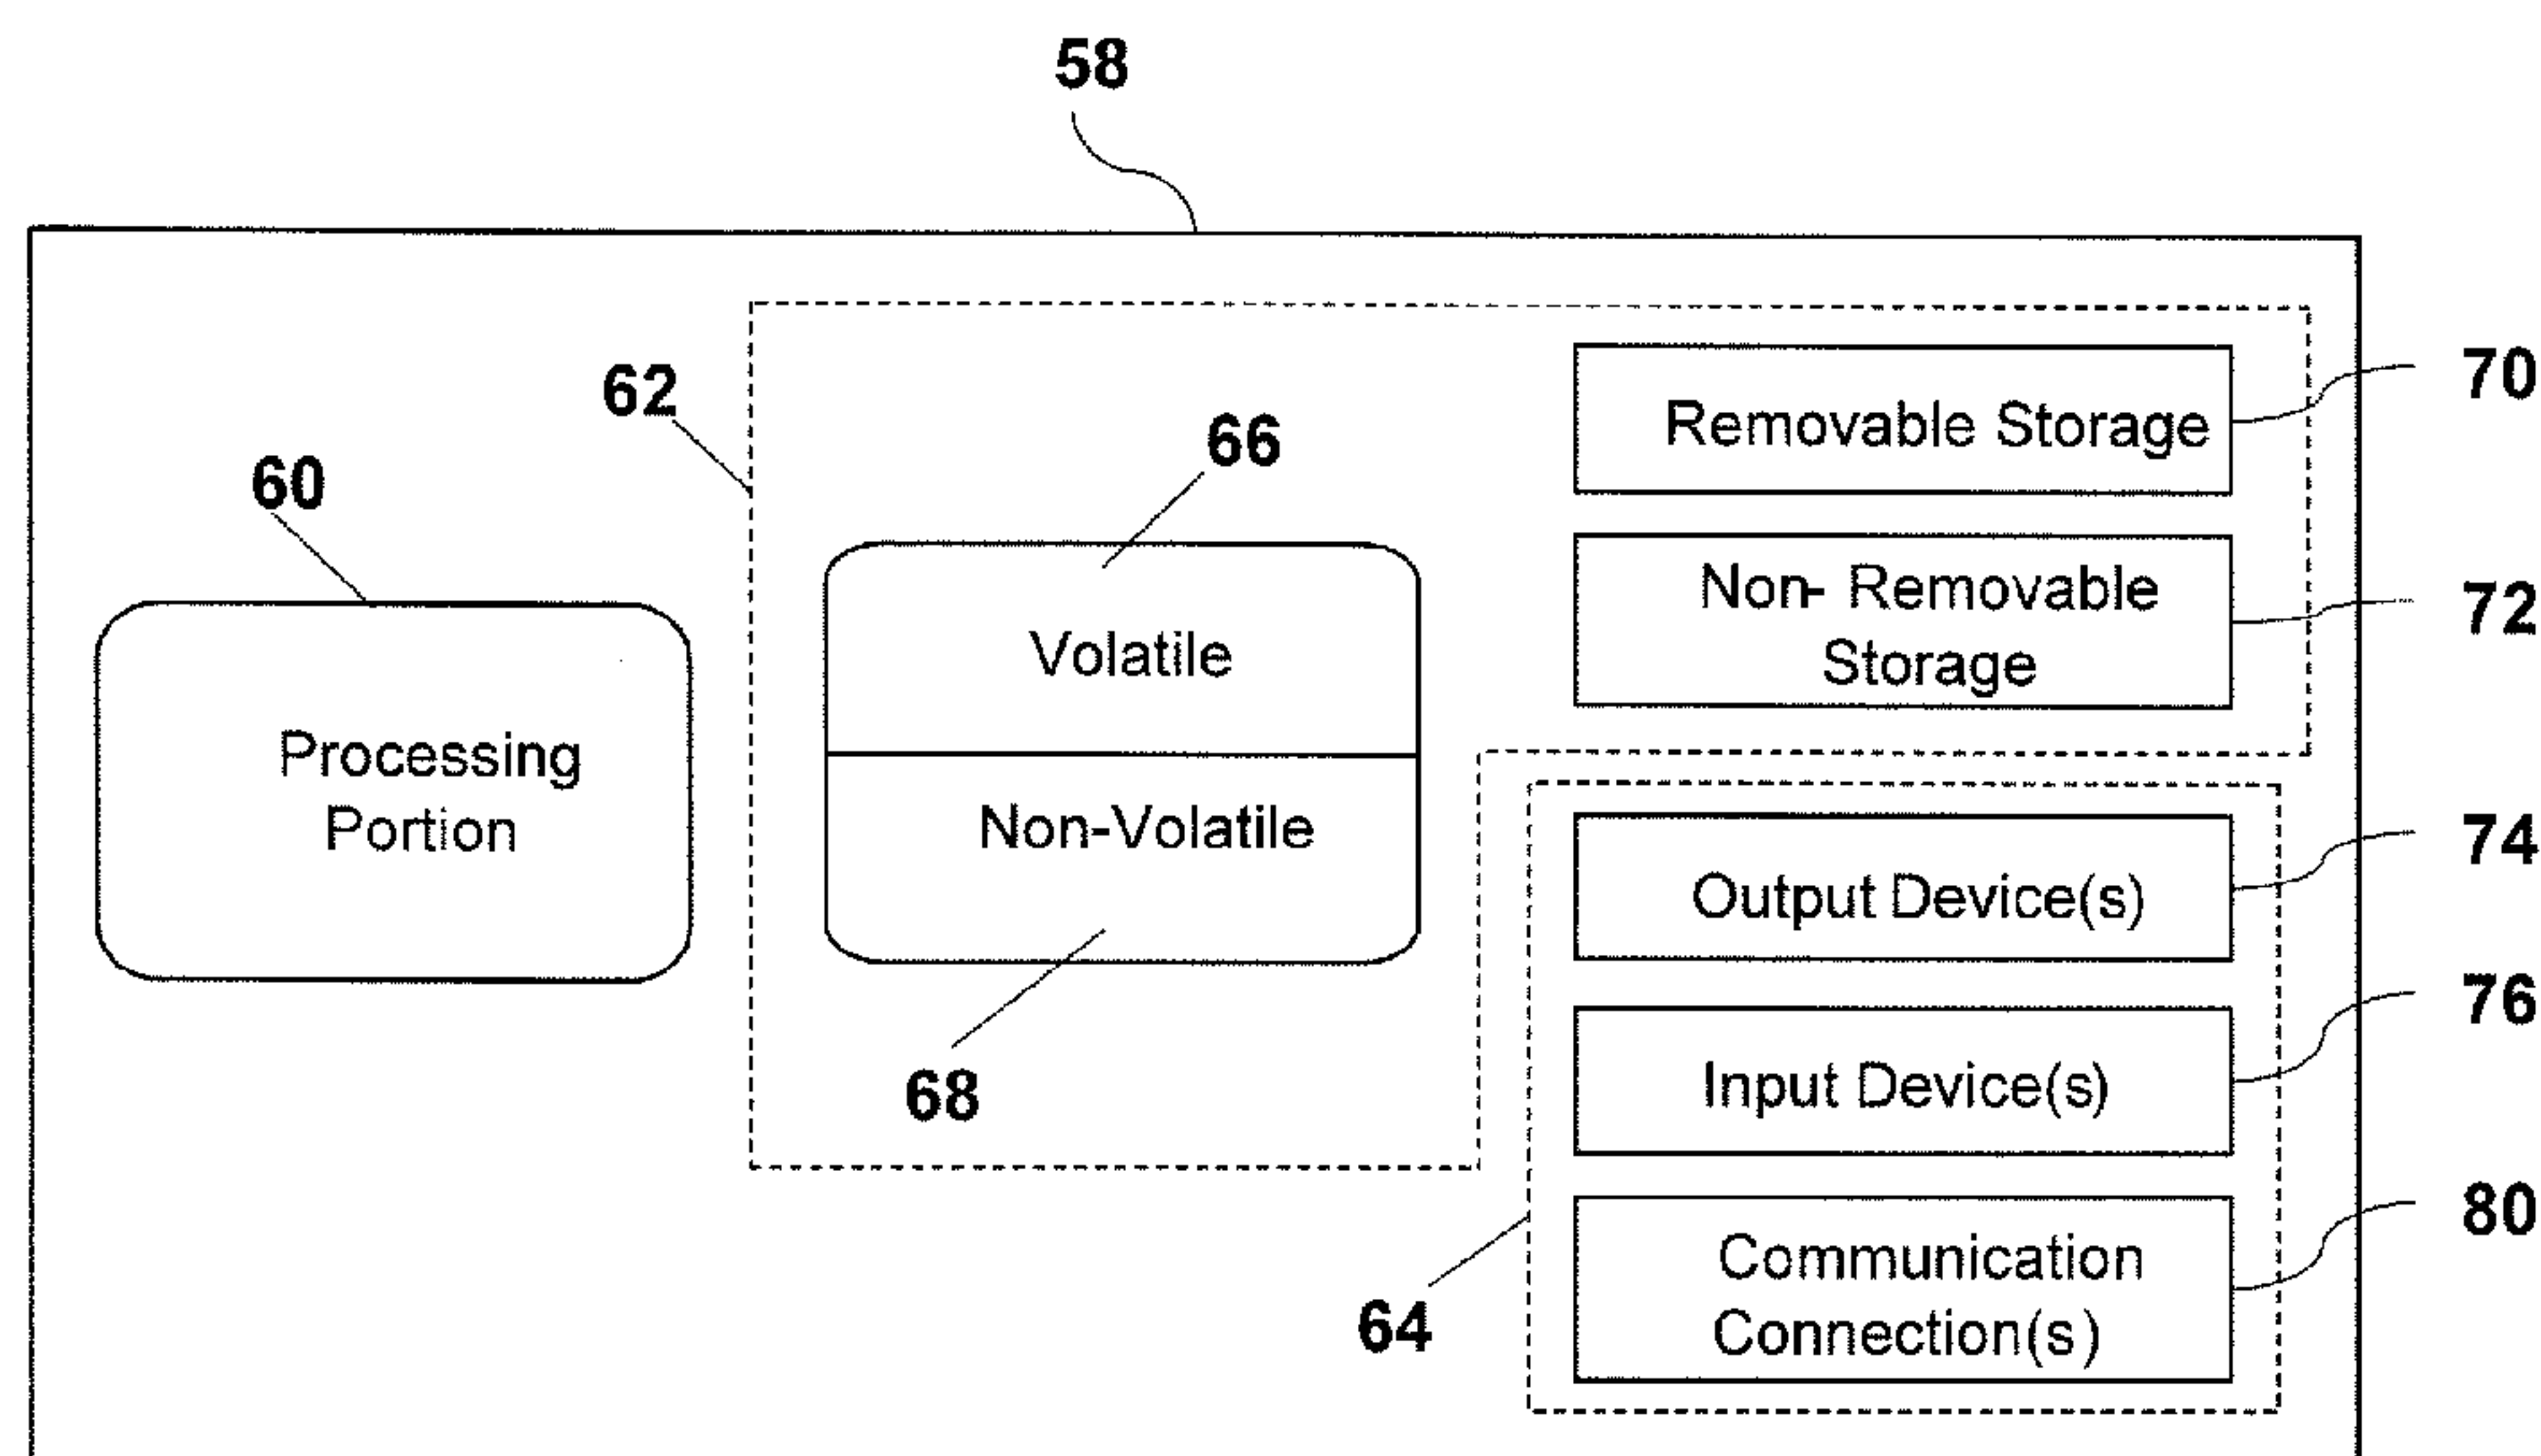 58
62
70
Removable Storage
66
60
Non- Removable
Storage
72
Volatile
Processing
Portion
Non-Volatile
74
Output Device(s)
76
Input Device(s)
68
80
Communication
Connection(s)
64